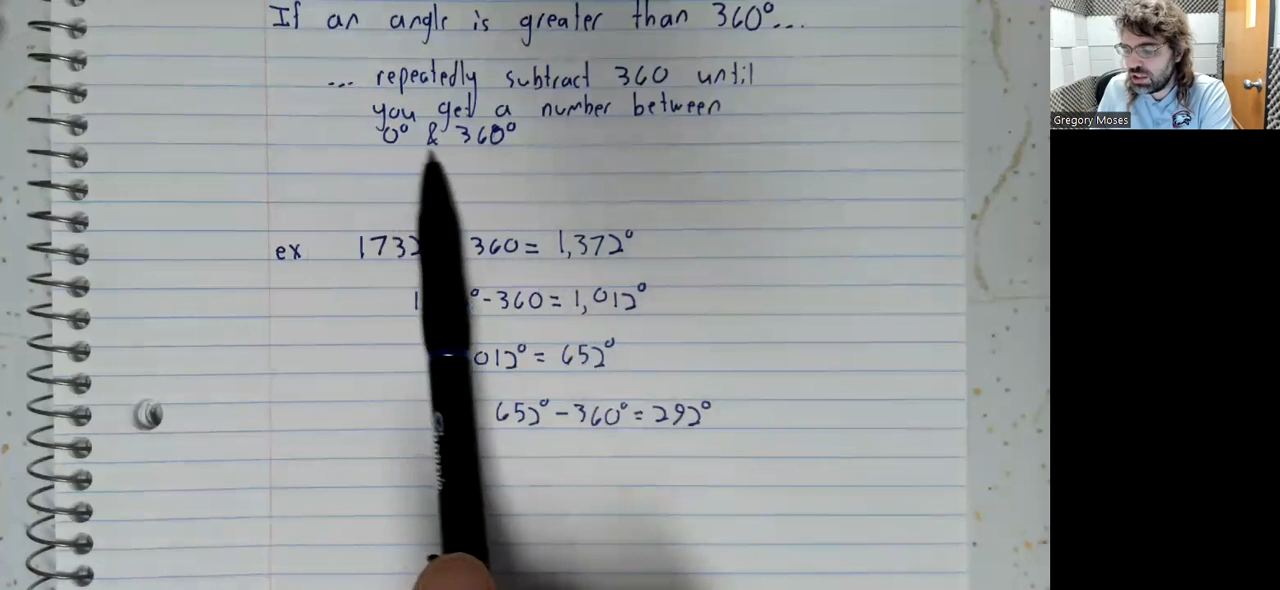 If an angle is greater than 360°...
... repeatedly subtract 360 until
you get a number between
0° & 360°
ex 1732 360 = 1,372°
° - 360 = 1,012°
012° = 652°
652° - 360° = 292°
Gregory Moses